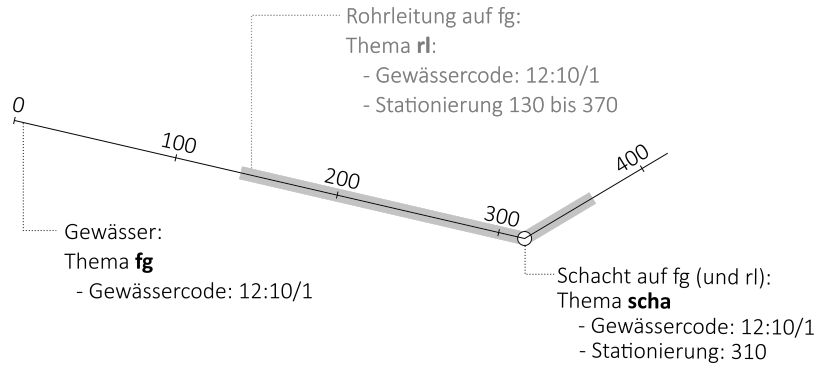 Rohrleitung auf fg:
Thema rl:
- Gewässercode: 12:10/1
- Stationierung 130 bis 370
0
100
200
300
400
Gewässer:
Thema fg
- Gewässercode: 12:10/1
Schacht auf fg (und rl):
Thema scha
- Gewässercode: 12:10/1
- Stationierung: 310